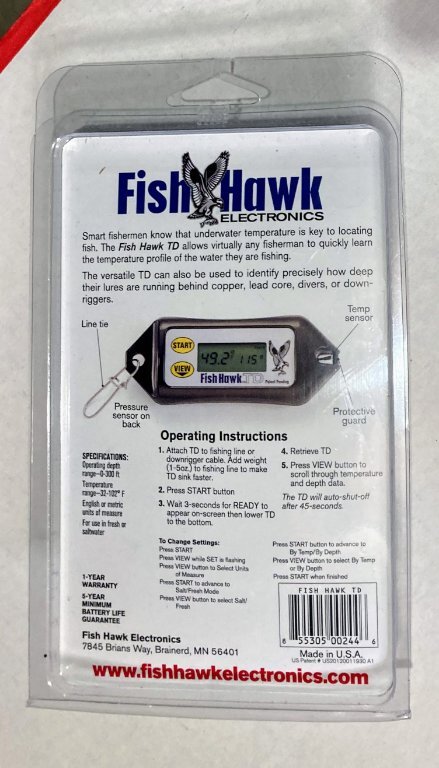 Fish Hawk
ELECTRONICS
Smart fishermen know that underwater temperature is key to locating
fish. The Fish Hawk TD allows virtually any fisherman to quickly learn
the temperature profile of the water they are fishing.
The versatile TD can also be used to identify precisely how deep
their lures are running behind copper, lead core, divers, or down-
riggers.
Temp
sensor
Line tie
START
VIEW
49.2° 115
Fish Hawk TD Patent Pending
Pressure
sensor on
back
Protective
guard
Operating Instructions
1. Attach TD to fishing line or
downrigger cable. Add weight
(1-5oz.) to fishing line to make
TD sink faster.
2. Press START button
3. Wait 3-seconds for READY to
appear on-screen then lower TD
to the bottom.
4. Retrieve TD
5. Press VIEW button to
scroll through temperature
and depth data.
The TD will auto-shut-off
after 45-seconds.
SPECIFICATIONS:
Operating depth
range–0-300 ft
Temperature
range–32-102° F
English or metric
units of measure
For use in fresh or
saltwater
To Change Settings:
Press START
Press VIEW while SET is flashing
Press VIEW button to Select Units
of Measure
Press START to advance to
Salt/Fresh Mode
Press VIEW button to select Salt/
Fresh
Press START button to advance to
By Temp/By Depth
Press VIEW button to select By Temp
or By Depth
Press START when finished
1-YEAR
WARRANTY
5-YEAR
MINIMUM
BATTERY LIFE
GUARANTEE
FISH HAWK TD
8 55305 00244 6
Made in U.S.A.
US Patent # US20120011930 A1
Fish Hawk Electronics
7845 Brians Way, Brainerd, MN 56401
www.fishhawkelectronics.com